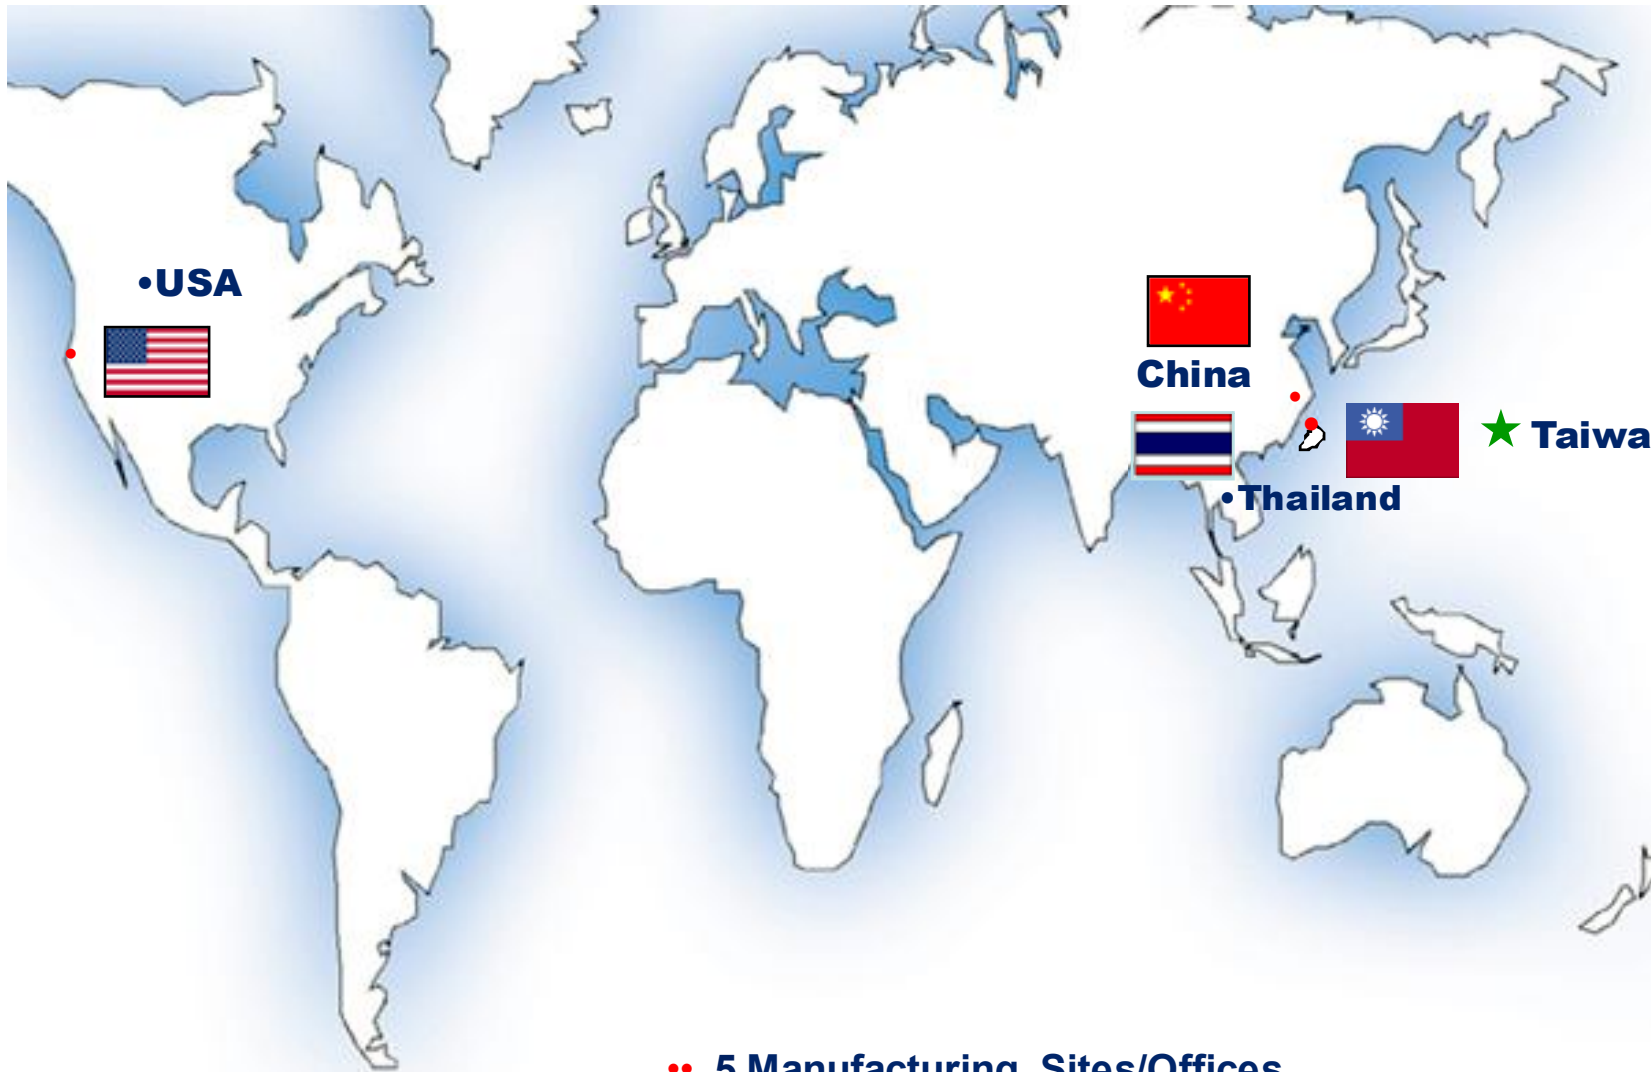 •USA
China
Taiwa
•Thailand
•• 5 Manufacturing Sites/Offices